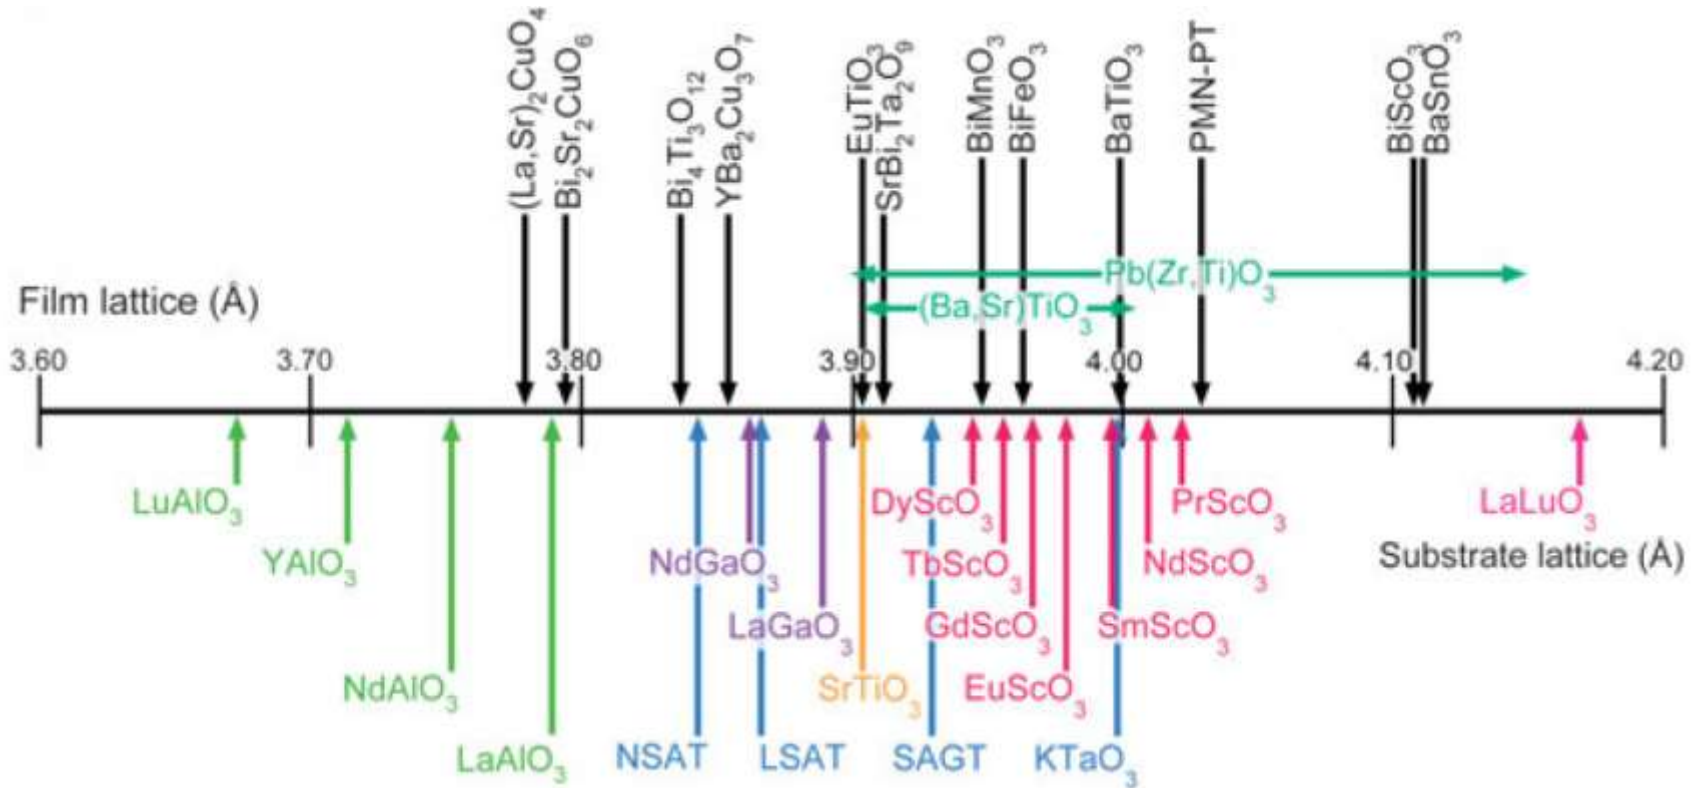 (La,Sr)₂CuO₄
Bi₂Sr₂CuO₆
Bi₄Ti₃O₁₂
YBa₂Cu₃O₇
EuTiO₃
SrBi₂Ta₂O₉
BiMnO₃
BiFeO₃
BaTiO₃
PMN-PT
BiScO₃
BaSnO₃
Pb(Zr,Ti)O₃
(Ba,Sr)TiO₃
Film lattice (Å)
3.60 3.70 3.80 3.90 4.00 4.10 4.20
LuAlO₃ DyScO₃ PrScO₃ LaLuO₃
YAlO₃ NdGaO₃ TbScO₃ NdScO₃ Substrate lattice (Å)
LaGaO₃ GdScO₃ SmScO₃
NdAlO₃ SrTiO₃ EuScO₃
LaAlO₃ NSAT LSAT SAGT KTaO₃